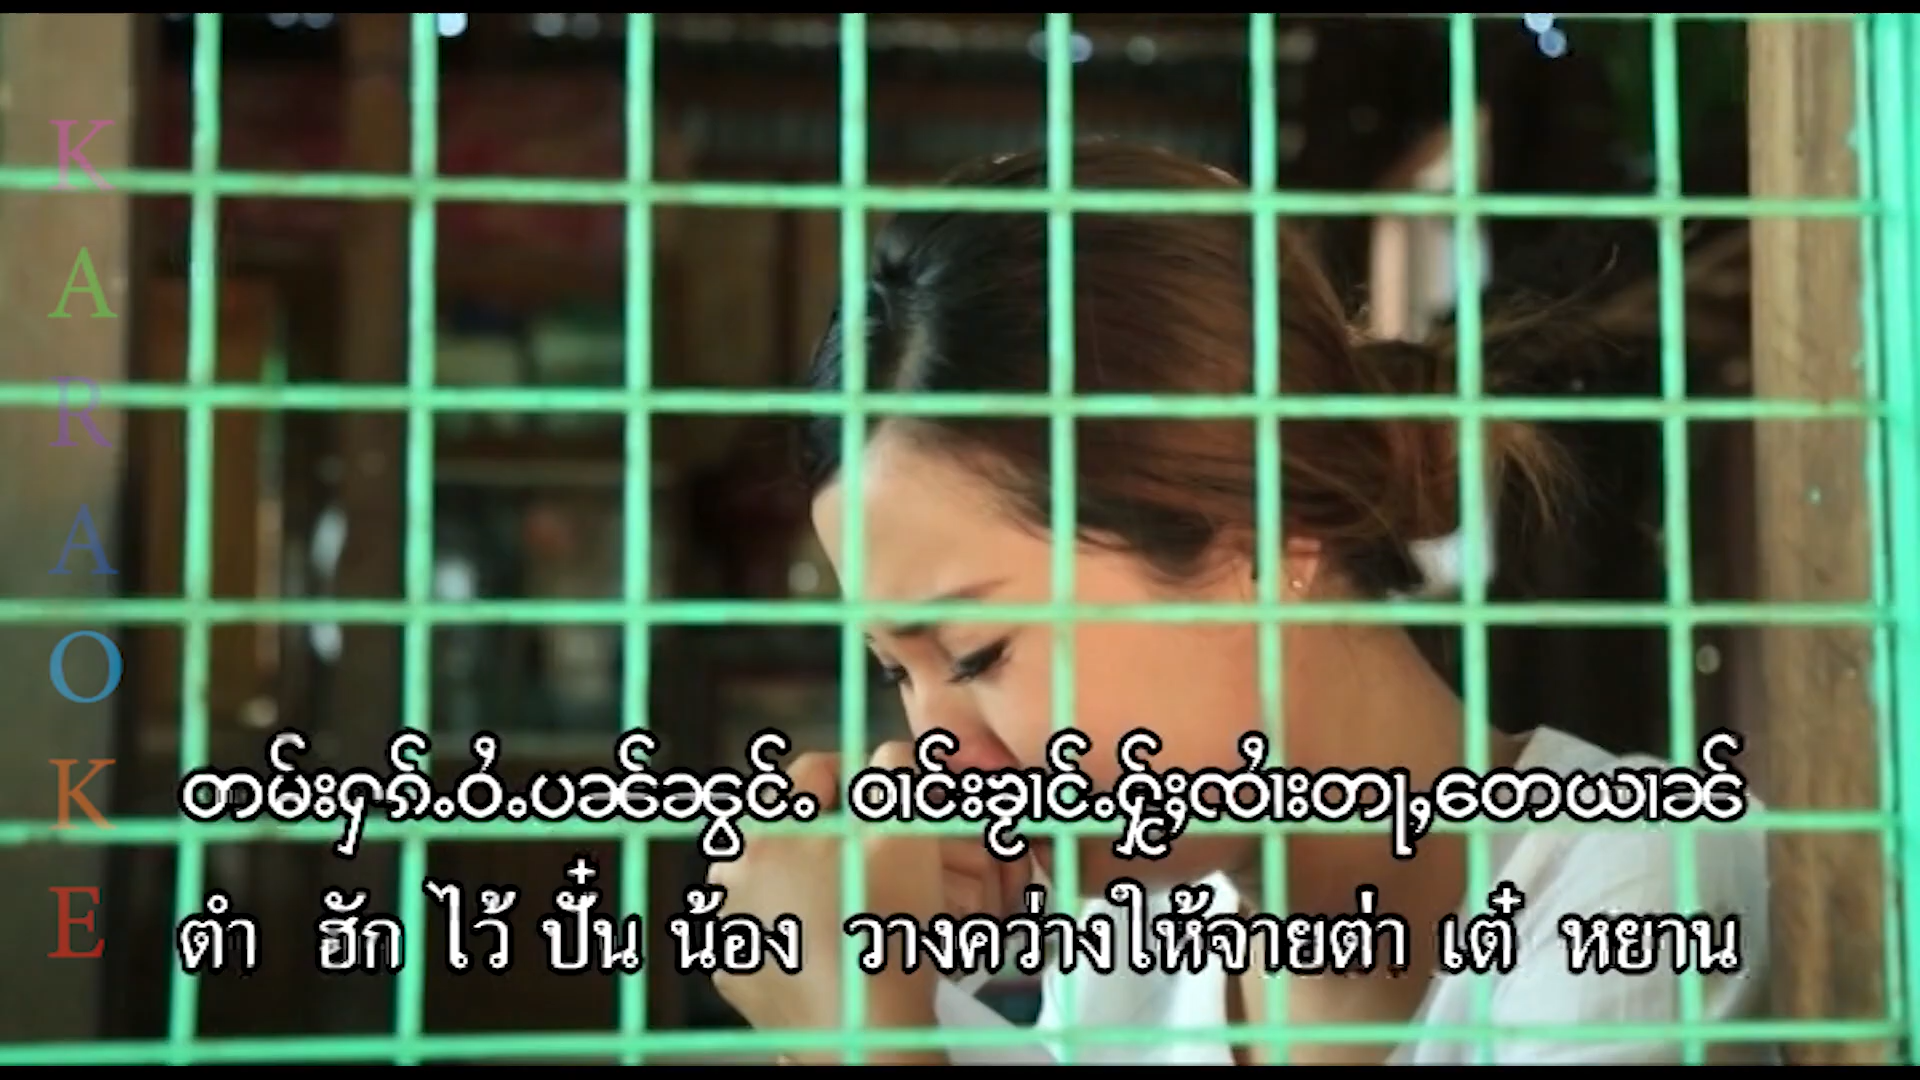 KARAOKE
တမ်းႁၵ်ႉဝႆႉပၼ်ၼွင်ႉ ဝၢင်းၶႂၢင်ႉႁႂ်ႈၸၢႆးတႃႇတေယၢၼ်
ตำ ฮัก ไว้ ปั๋น น้อง วางคว่างให้จายต่า เต๋ หยาน